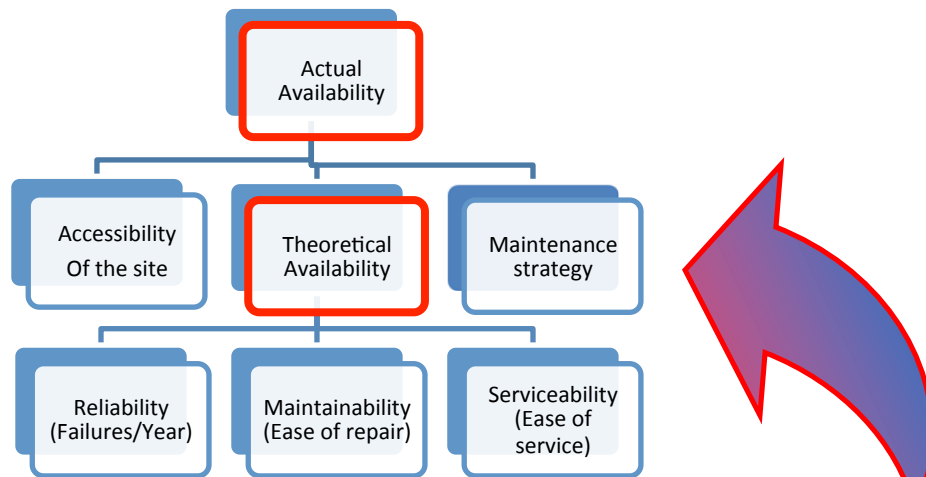 Actual
Availability
Accessibility
Of the site
Theoretical
Availability
Maintenance
strategy
Reliability
(Failures/Year)
Maintainability
(Ease of repair)
Serviceability
(Ease of
service)